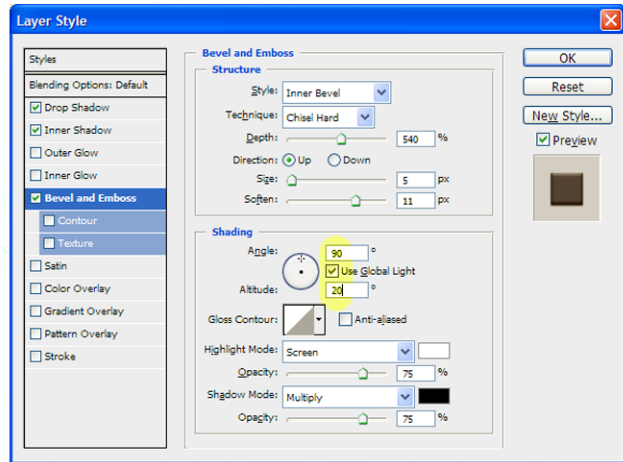 Layer Style
Styles
Blending Options: Default
Drop Shadow
Inner Shadow
Outer Glow
Inner Glow
Bevel and Emboss
Contour
Texture
Satin
Color Overlay
Gradient Overlay
Pattern Overlay
Stroke
Bevel and Emboss
Structure
Style: Inner Bevel
Technique: Chisel Hard
Depth: 540 %
Direction: Up Down
Size: 5 px
Soften: 11 px
Shading
Angle: 90 °
Use Global Light
Altitude: 20 °
Gloss Contour: Anti-aliased
Highlight Mode: Screen
Opacity: 75 %
Shadow Mode: Multiply
Opacity: 75 %
OK
Reset
New Style...
Preview